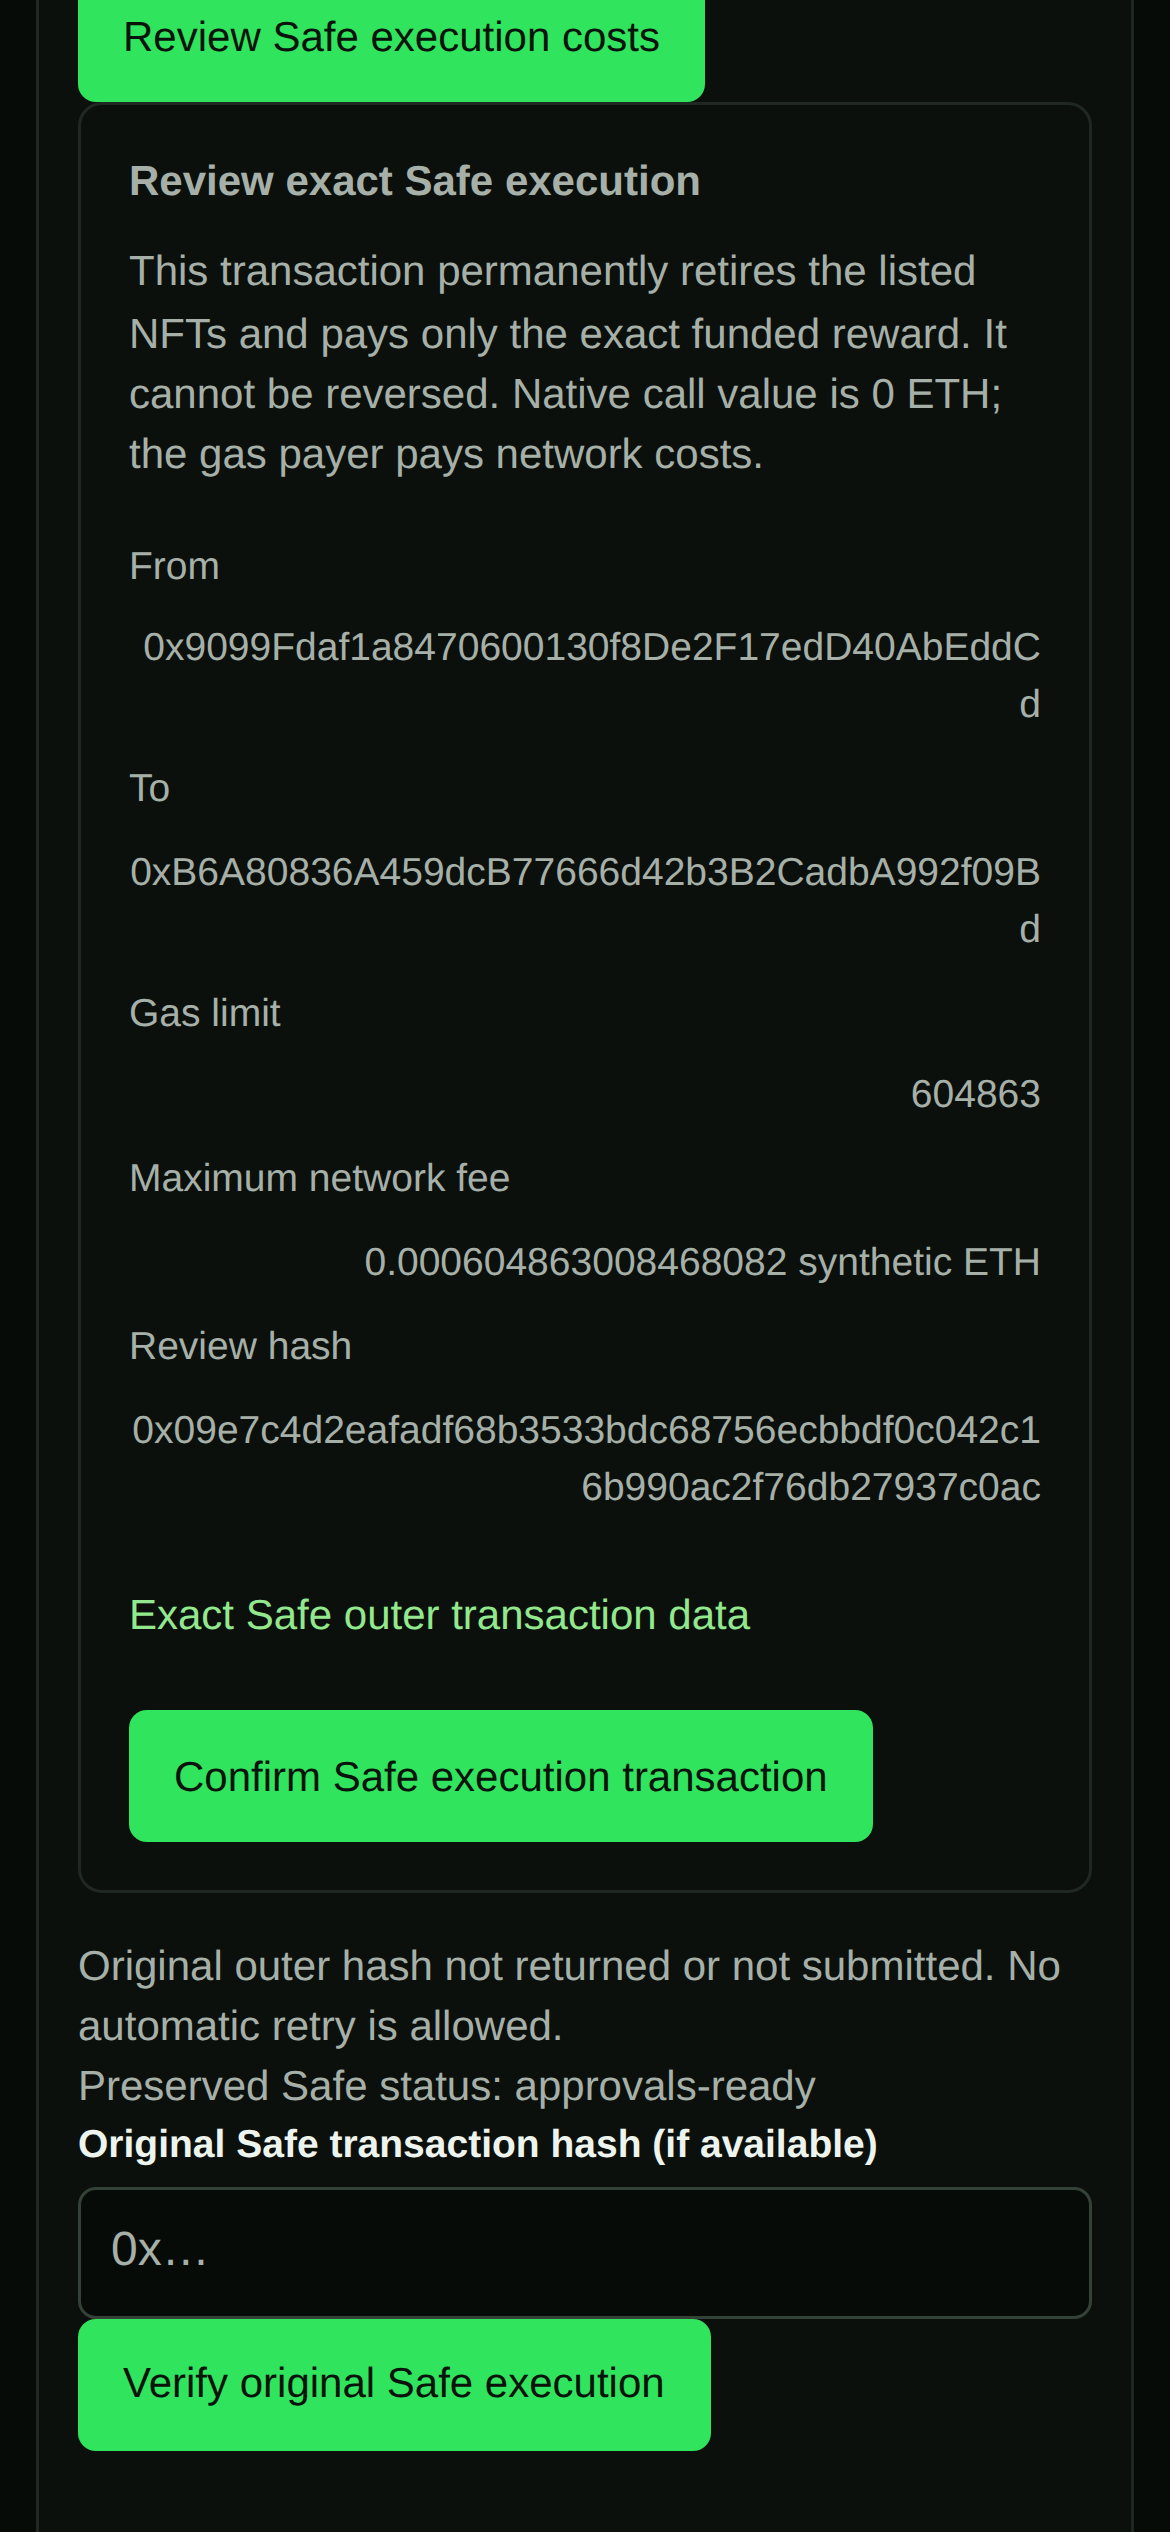 Review Safe execution costs
Review exact Safe execution
This transaction permanently retires the listed
NFTs and pays only the exact funded reward. It
cannot be reversed. Native call value is 0 ETH;
the gas payer pays network costs.
From
0x9099Fdaf1a8470600130f8De2F17edD40AbEddC
d
To
0xB6A80836A459dcB77666d42b3B2CadbA992f09B
d
Gas limit
604863
Maximum network fee
0.000604863008468082 synthetic ETH
Review hash
0x09e7c4d2eafadf68b3533bdc68756ecbbdf0c042c1
6b990ac2f76db27937c0ac
Exact Safe outer transaction data
Confirm Safe execution transaction
Original outer hash not returned or not submitted. No
automatic retry is allowed.
Preserved Safe status: approvals-ready
Original Safe transaction hash (if available)
0x…
Verify original Safe execution